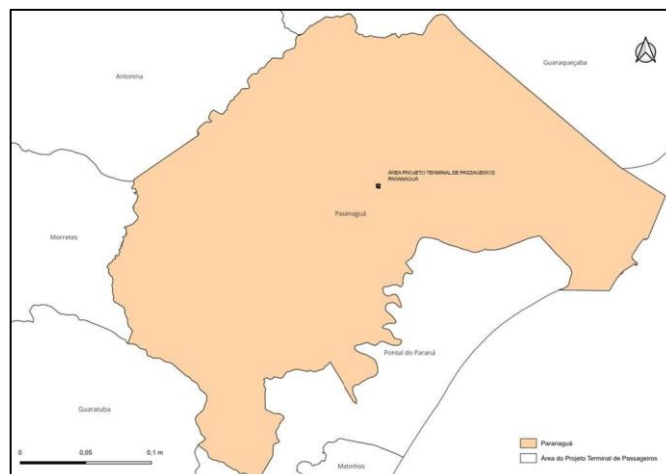 Antonina
Guaraqueçaba
ÁREA PROJETO TERMINAL DE PASSAGEIROS
PARANAGUÁ
Paranaguá
Morretes
Pontal do Paraná
Guaratuba
Matinhos
0 0,05 0,1 m
Paranaguá
Área do Projeto Terminal de Passageiros